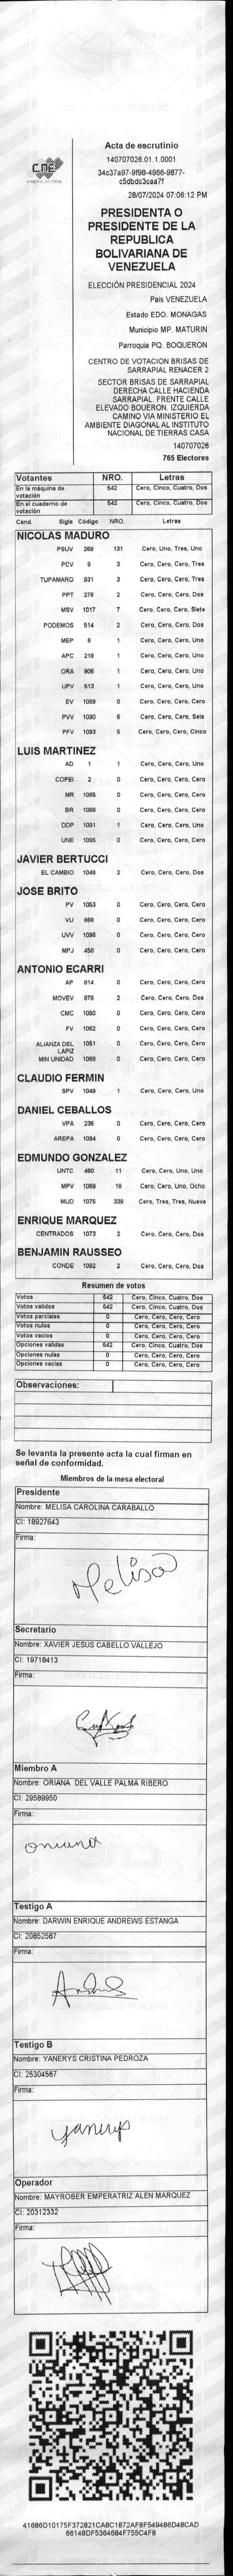 CNE
Acta de escrutinio
140707026.01.1.0001
34c37a97-9f98-4966-9877-
c5dbdc3caa7f
28/07/2024 07:06:12 PM
PRESIDENTA O
PRESIDENTE DE LA
REPUBLICA
BOLIVARIANA DE
VENEZUELA
ELECCIÓN PRESIDENCIAL 2024
País VENEZUELA
Estado EDO. MONAGAS
Municipio MP. MATURIN
Parroquia PQ. BOQUERON
CENTRO DE VOTACION BRISAS DE
SARRAPIAL RENACER 2
SECTOR BRISAS DE SARRAPIAL
DERECHA CALLE HACIENDA
SARRAPIAL. FRENTE CALLE
ELEVADO BOUERON. IZQUIERDA
CAMINO VIA MINISTERIO EL
AMBIENTE DIAGONAL AL INSTITUTO
NACIONAL DE TIERRAS CASA
140707026
765 Electores
Votantes NRO. Letras
En la máquina de votación 542 Cero, Cinco, Cuatro, Dos
En el cuaderno de votación 542 Cero, Cinco, Cuatro, Dos
Cand. Sigla Código NRO. Letras
NICOLAS MADURO
PSUV 269 131 Cero, Uno, Tres, Uno
PCV 9 3 Cero, Cero, Cero, Tres
TUPAMARO 931 3 Cero, Cero, Cero, Tres
PPT 276 2 Cero, Cero, Cero, Dos
MSV 1017 7 Cero, Cero, Cero, Siete
PODEMOS 514 2 Cero, Cero, Cero, Dos
MEP 6 1 Cero, Cero, Cero, Uno
APC 219 1 Cero, Cero, Cero, Uno
ORA 906 1 Cero, Cero, Cero, Uno
UPV 513 1 Cero, Cero, Cero, Uno
EV 1089 0 Cero, Cero, Cero, Cero
PVV 1090 6 Cero, Cero, Cero, Seis
PFV 1093 5 Cero, Cero, Cero, Cinco
LUIS MARTINEZ
AD 1 1 Cero, Cero, Cero, Uno
COPEI 2 0 Cero, Cero, Cero, Cero
MR 1065 0 Cero, Cero, Cero, Cero
BR 1066 0 Cero, Cero, Cero, Cero
DDP 1091 1 Cero, Cero, Cero, Uno
UNE 1095 0 Cero, Cero, Cero, Cero
JAVIER BERTUCCI
EL CAMBIO 1048 2 Cero, Cero, Cero, Dos
JOSE BRITO
PV 1053 0 Cero, Cero, Cero, Cero
VU 868 0 Cero, Cero, Cero, Cero
UVV 1096 0 Cero, Cero, Cero, Cero
MPJ 458 0 Cero, Cero, Cero, Cero
ANTONIO ECARRI
AP 814 0 Cero, Cero, Cero, Cero
MOVEV 878 2 Cero, Cero, Cero, Dos
CMC 1050 0 Cero, Cero, Cero, Cero
FV 1062 0 Cero, Cero, Cero, Cero
ALIANZA DEL LAPIZ 1051 0 Cero, Cero, Cero, Cero
MIN UNIDAD 1068 0 Cero, Cero, Cero, Cero
CLAUDIO FERMIN
SPV 1049 1 Cero, Cero, Cero, Uno
DANIEL CEBALLOS
VPA 236 0 Cero, Cero, Cero, Cero
AREPA 1094 0 Cero, Cero, Cero, Cero
EDMUNDO GONZALEZ
UNTC 460 11 Cero, Cero, Uno, Uno
MPV 1069 18 Cero, Cero, Uno, Ocho
MUD 1075 339 Cero, Tres, Tres, Nueve
ENRIQUE MARQUEZ
CENTRADOS 1073 2 Cero, Cero, Cero, Dos
BENJAMIN RAUSSEO
CONDE 1092 2 Cero, Cero, Cero, Dos
Resumen de votos
Votos 542 Cero, Cinco, Cuatro, Dos
Votos validos 542 Cero, Cinco, Cuatro, Dos
Votos parciales 0 Cero, Cero, Cero, Cero
Votos nulos 0 Cero, Cero, Cero, Cero
Votos vacíos 0 Cero, Cero, Cero, Cero
Opciones validas 542 Cero, Cinco, Cuatro, Dos
Opciones nulas 0 Cero, Cero, Cero, Cero
Opciones vacías 0 Cero, Cero, Cero, Cero
Observaciones:
Se levanta la presente acta la cual firman en
señal de conformidad.
Miembros de la mesa electoral
Presidente
Nombre: MELISA CAROLINA CARABALLO
CI: 18927643
Firma:
Melisa
Secretario
Nombre: XAVIER JESUS CABELLO VALLEJO
CI: 19718413
Firma:
Miembro A
Nombre: ORIANA DEL VALLE PALMA RIBERO
CI: 29589950
Firma:
Oriana
Testigo A
Nombre: DARWIN ENRIQUE ANDREWS ESTANGA
CI: 20852587
Firma:
Testigo B
Nombre: YANERYS CRISTINA PEDROZA
CI: 25304567
Firma:
yanerys
Operador
Nombre: MAYROBER EMPERATRIZ ALEN MARQUEZ
CI: 20312332
Firma:
41686D10175F372821CA8C1872AF8F549486D48CAD
66148DF5364684F755C4F8